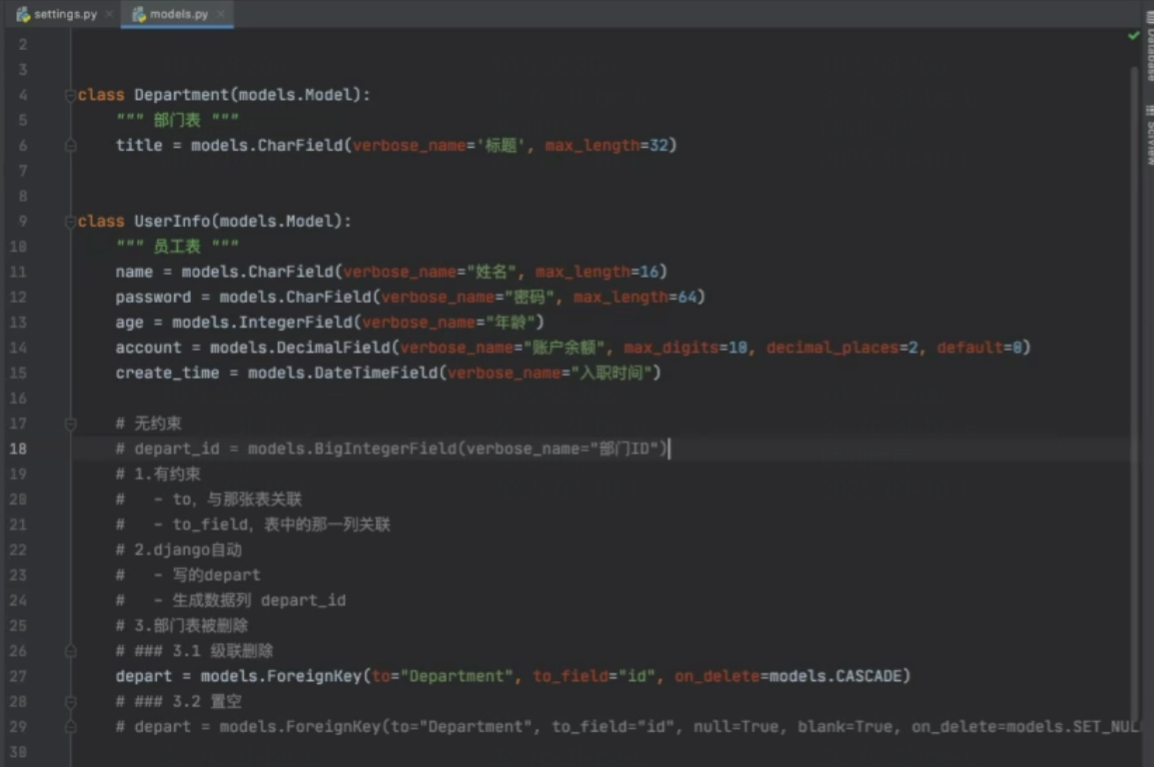 settings.py models.py
2
3
4 class Department(models.Model):
5 """ 部门表 """
6 title = models.CharField(verbose_name='标题', max_length=32)
7
8
9 class UserInfo(models.Model):
10 """ 员工表 """
11 name = models.CharField(verbose_name="姓名", max_length=16)
12 password = models.CharField(verbose_name="密码", max_length=64)
13 age = models.IntegerField(verbose_name="年龄")
14 account = models.DecimalField(verbose_name="账户余额", max_digits=10, decimal_places=2, default=0)
15 create_time = models.DateTimeField(verbose_name="入职时间")
16
17 # 无约束
18 # depart_id = models.BigIntegerField(verbose_name="部门ID")
19 # 1.有约束
20 # - to，与那张表关联
21 # - to_field，表中的那一列关联
22 # 2.django自动
23 # - 写的depart
24 # - 生成数据列 depart_id
25 # 3.部门表被删除
26 # ### 3.1 级联删除
27 depart = models.ForeignKey(to="Department", to_field="id", on_delete=models.CASCADE)
28 # ### 3.2 置空
29 # depart = models.ForeignKey(to="Department", to_field="id", null=True, blank=True, on_delete=models.SET_NUL
30
Database
SciView